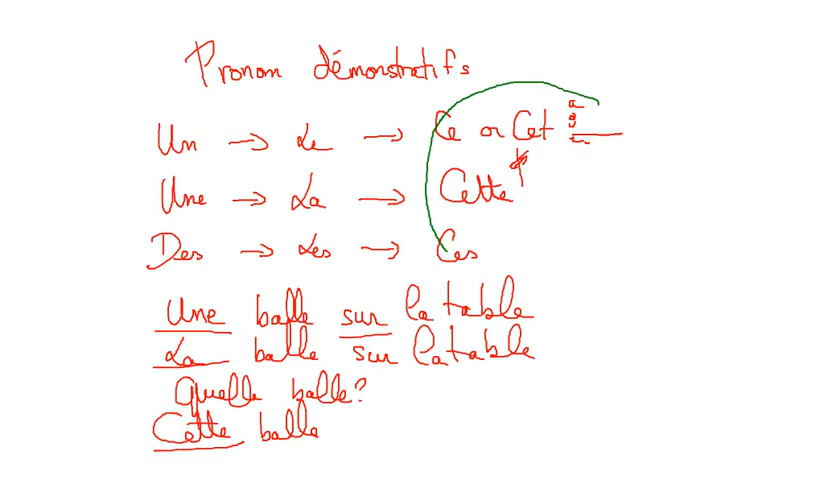 Pronom démonstratifs
Un → Le → Ce or Cet
Une → La → Cette
Des → Les → Ces
Une balle sur la table
La balle sur la table
Quelle balle?
Cette balle